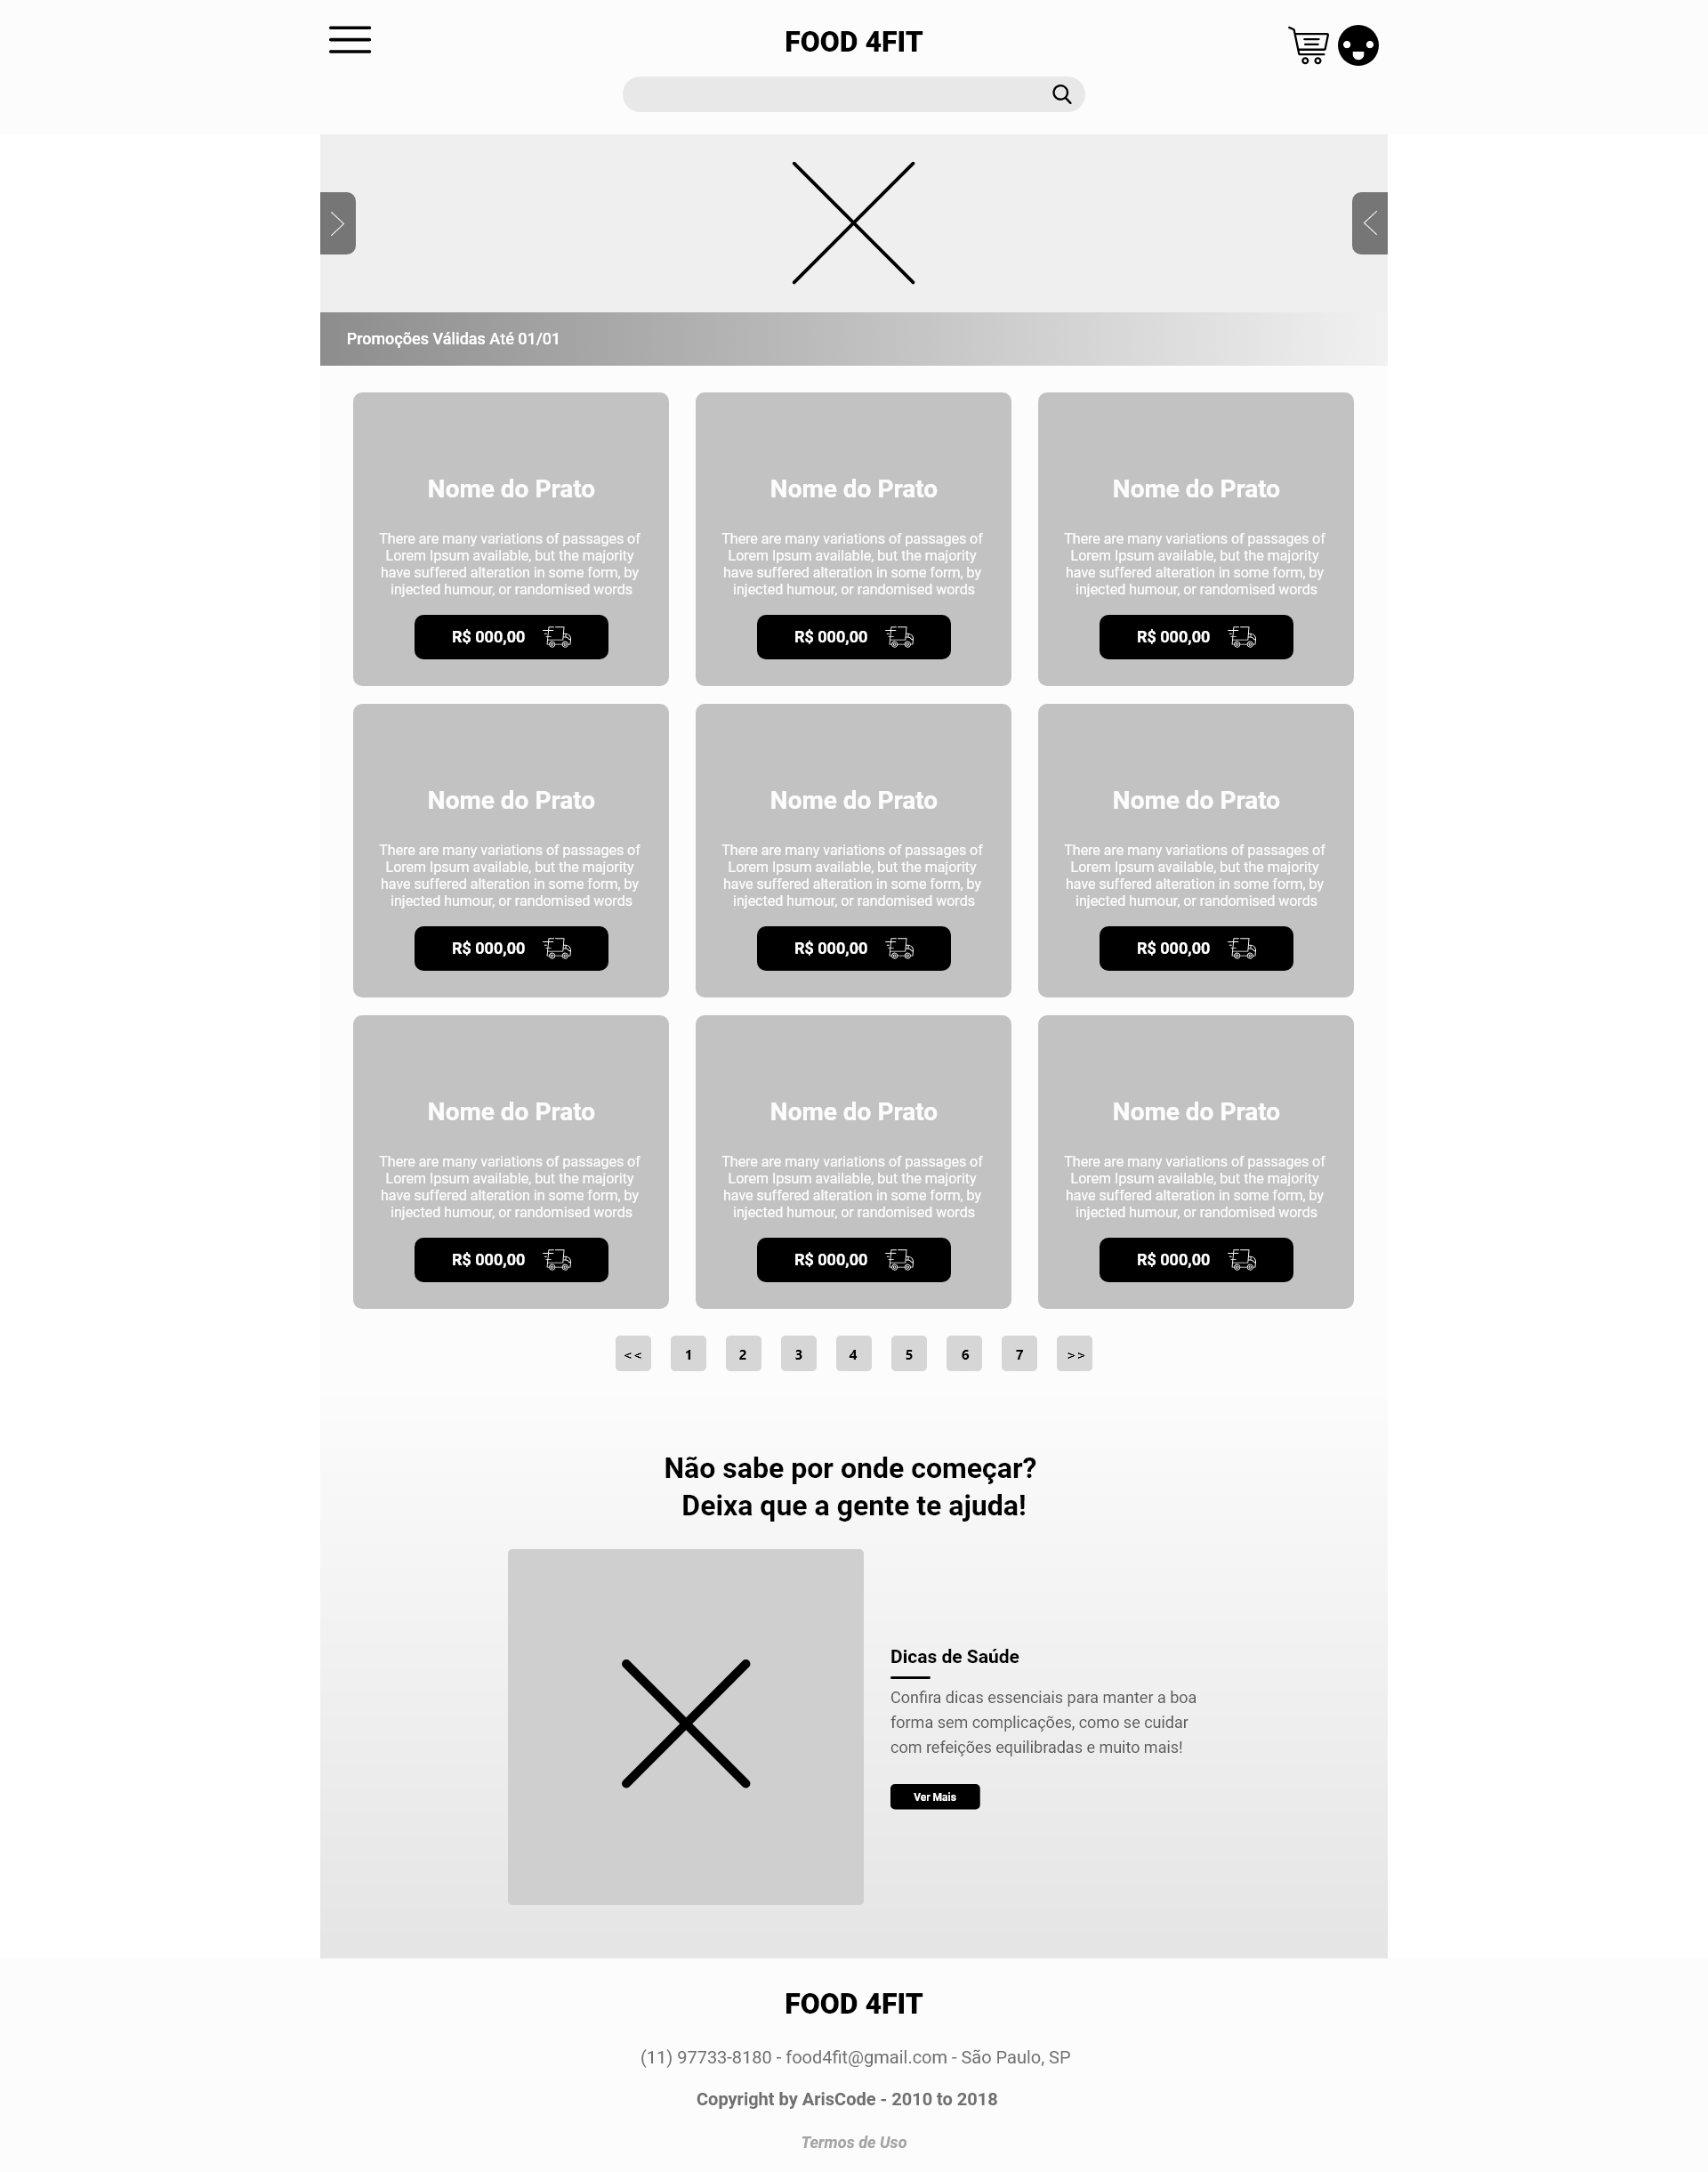 FOOD 4FIT
Promoções Válidas Até 01/01
Nome do Prato
There are many variations of passages of
Lorem Ipsum available, but the majority
have suffered alteration in some form, by
injected humour, or randomised words
R$ 000,00
Nome do Prato
There are many variations of passages of
Lorem Ipsum available, but the majority
have suffered alteration in some form, by
injected humour, or randomised words
R$ 000,00
Nome do Prato
There are many variations of passages of
Lorem Ipsum available, but the majority
have suffered alteration in some form, by
injected humour, or randomised words
R$ 000,00
Nome do Prato
There are many variations of passages of
Lorem Ipsum available, but the majority
have suffered alteration in some form, by
injected humour, or randomised words
R$ 000,00
Nome do Prato
There are many variations of passages of
Lorem Ipsum available, but the majority
have suffered alteration in some form, by
injected humour, or randomised words
R$ 000,00
Nome do Prato
There are many variations of passages of
Lorem Ipsum available, but the majority
have suffered alteration in some form, by
injected humour, or randomised words
R$ 000,00
Nome do Prato
There are many variations of passages of
Lorem Ipsum available, but the majority
have suffered alteration in some form, by
injected humour, or randomised words
R$ 000,00
Nome do Prato
There are many variations of passages of
Lorem Ipsum available, but the majority
have suffered alteration in some form, by
injected humour, or randomised words
R$ 000,00
Nome do Prato
There are many variations of passages of
Lorem Ipsum available, but the majority
have suffered alteration in some form, by
injected humour, or randomised words
R$ 000,00
<< 1 2 3 4 5 6 7 >>
Não sabe por onde começar?
Deixa que a gente te ajuda!
Dicas de Saúde
Confira dicas essenciais para manter a boa
forma sem complicações, como se cuidar
com refeições equilibradas e muito mais!
Ver Mais
FOOD 4FIT
(11) 97733-8180 - food4fit@gmail.com - São Paulo, SP
Copyright by ArisCode - 2010 to 2018
Termos de Uso